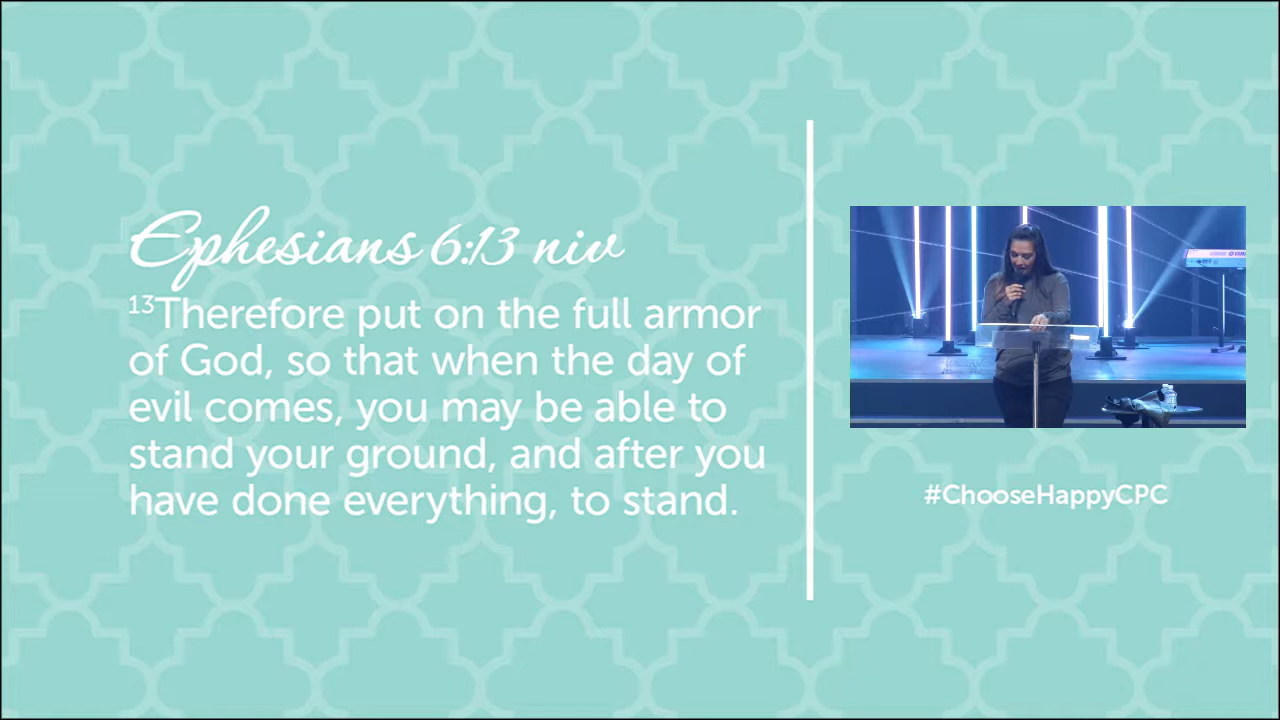 Ephesians 6:13 niv
13Therefore put on the full armor
of God, so that when the day of
evil comes, you may be able to
stand your ground, and after you
have done everything, to stand.
#ChooseHappyCPC